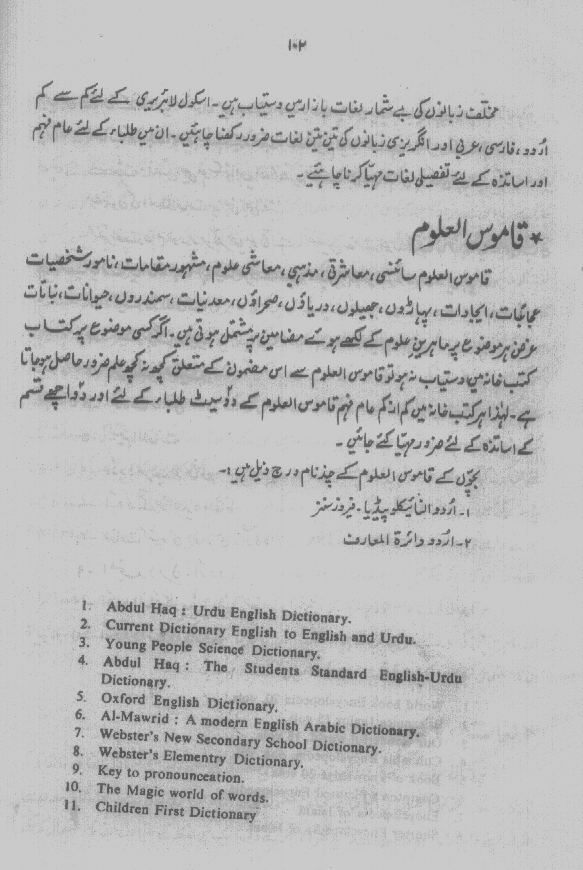 ۱۰۲
مختلف زبانوں کی بے شمار لغات بازار میں دستیاب ہیں۔ اسکول لائبریری کے لئے کم سے کم
اُردو، فارسی، عربی اور انگریزی زبانوں کی تین تین لغات ضرور رکھنا چاہئیں۔ ان میں طلباء کے لئے عام فہم
اور اساتذہ کے لئے تفصیلی لغات مہیا کرنا چاہئیے۔
* قاموس العلوم
قاموس العلوم سائنسی، معاشرتی، مذہبی، معاشی علوم، مشہور مقامات، نامور شخصیات
عجائبات، ایجادات، پہاڑوں، جھیلوں، دریاؤں، صحراؤں، معدنیات، سمندروں، حیوانات، نباتات
غرض ہر موضوع پر ماہرینِ علوم کے لکھے ہوئے مضامین پر مشتمل ہوتی ہیں۔ اگر کسی موضوع پر کتاب
کتب خانہ میں دستیاب نہ ہو تو قاموس العلوم سے اس مضمون کے متعلق کچھ نہ کچھ علم ضرور حاصل ہو جاتا
ہے۔ لہٰذا ہر کتب خانہ میں کم از کم عام فہم قاموس العلوم کے دو سیٹ طلباء کے لئے اور دو اچھے قسم
کے اساتذہ کے لئے ضرور مہیا کئے جائیں۔
بچوں کے قاموس العلوم کے چند نام درج ذیل ہیں:۔
۱۔ اُردو انسائیکلو پیڈیا۔ فیروز سنز
۲۔ اُردو دائرة المعارف
1. Abdul Haq : Urdu English Dictionary.
2. Current Dictionary English to English and Urdu.
3. Young People Science Dictionary.
4. Abdul Haq : The Students Standard English-Urdu
Dictionary.
5. Oxford English Dictionary.
6. Al-Mawrid : A modern English Arabic Dictionary.
7. Webster's New Secondary School Dictionary.
8. Webster's Elementry Dictionary.
9. Key to pronounceation.
10. The Magic world of words.
11. Children First Dictionary